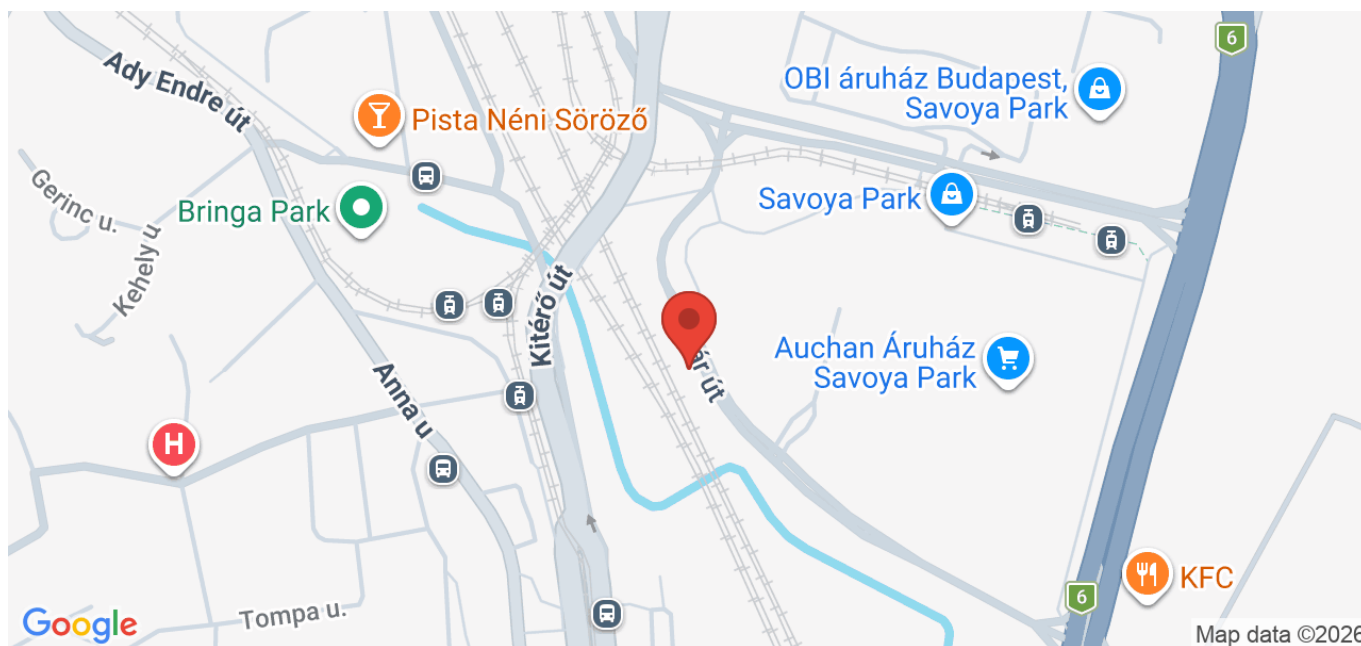 6
OBI áruház Budapest,
Savoya Park
Ady Endre út
Pista Néni Söröző
Gerinc u.
Bringa Park
Savoya Park
Kehely u.
Kitérő út
út
Auchan Áruház
Savoya Park
Anna u
H
KFC
6
Tompa u.
Google
Map data ©2026